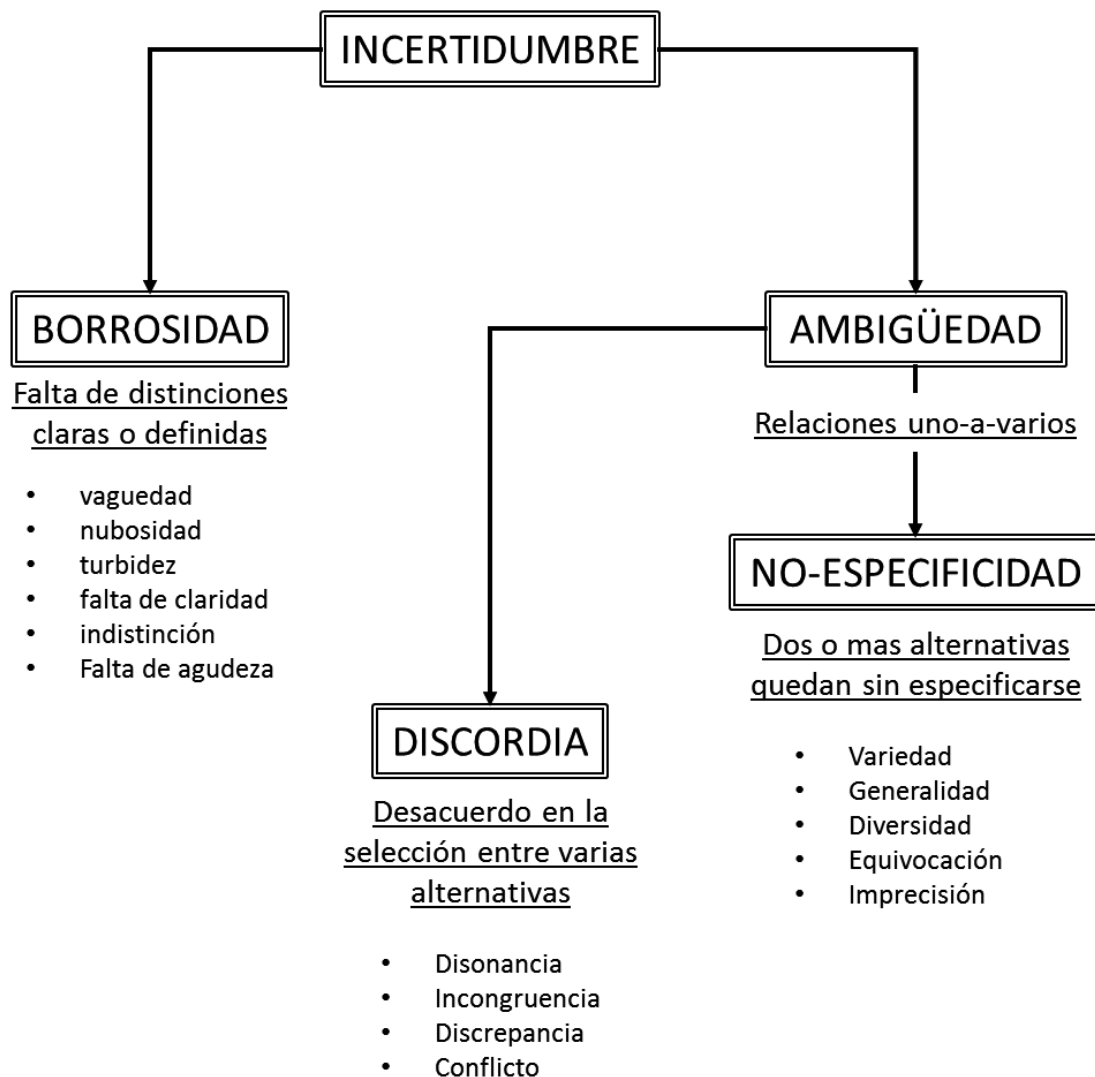 INCERTIDUMBRE
BORROSIDAD
Falta de distinciones
claras o definidas
• vaguedad
• nubosidad
• turbidez
• falta de claridad
• indistinción
• Falta de agudeza
AMBIGÜEDAD
Relaciones uno-a-varios
NO-ESPECIFICIDAD
Dos o mas alternativas
quedan sin especificarse
• Variedad
• Generalidad
• Diversidad
• Equivocación
• Imprecisión
DISCORDIA
Desacuerdo en la
selección entre varias
alternativas
• Disonancia
• Incongruencia
• Discrepancia
• Conflicto